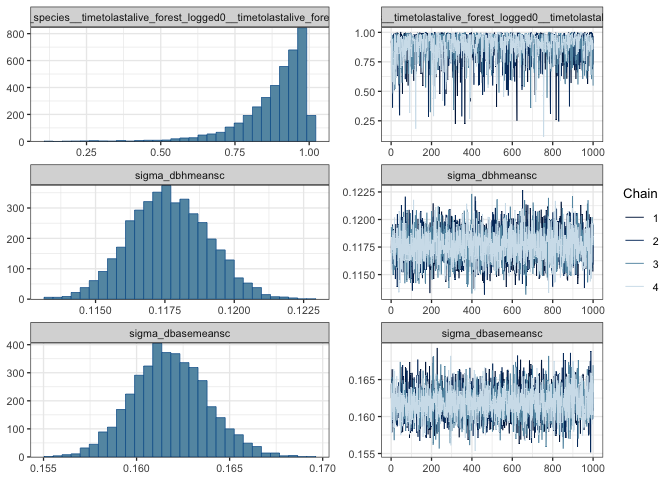 _species__timetolastalive_forest_logged0__timetolastalive_fore
__timetolastalive_forest_logged0__timetolastal
800
600
400
200
0
0.25 0.50 0.75 1.00
1.00
0.75
0.50
0.25
0 200 400 600 800 1000
sigma_dbhmeansc
sigma_dbhmeansc
300
200
100
0
0.1150 0.1175 0.1200 0.1225
0.1225
0.1200
0.1175
0.1150
0 200 400 600 800 1000
sigma_dbasemeansc
sigma_dbasemeansc
400
300
200
100
0
0.155 0.160 0.165 0.170
0.165
0.160
0.155
0 200 400 600 800 1000
Chain
1
2
3
4